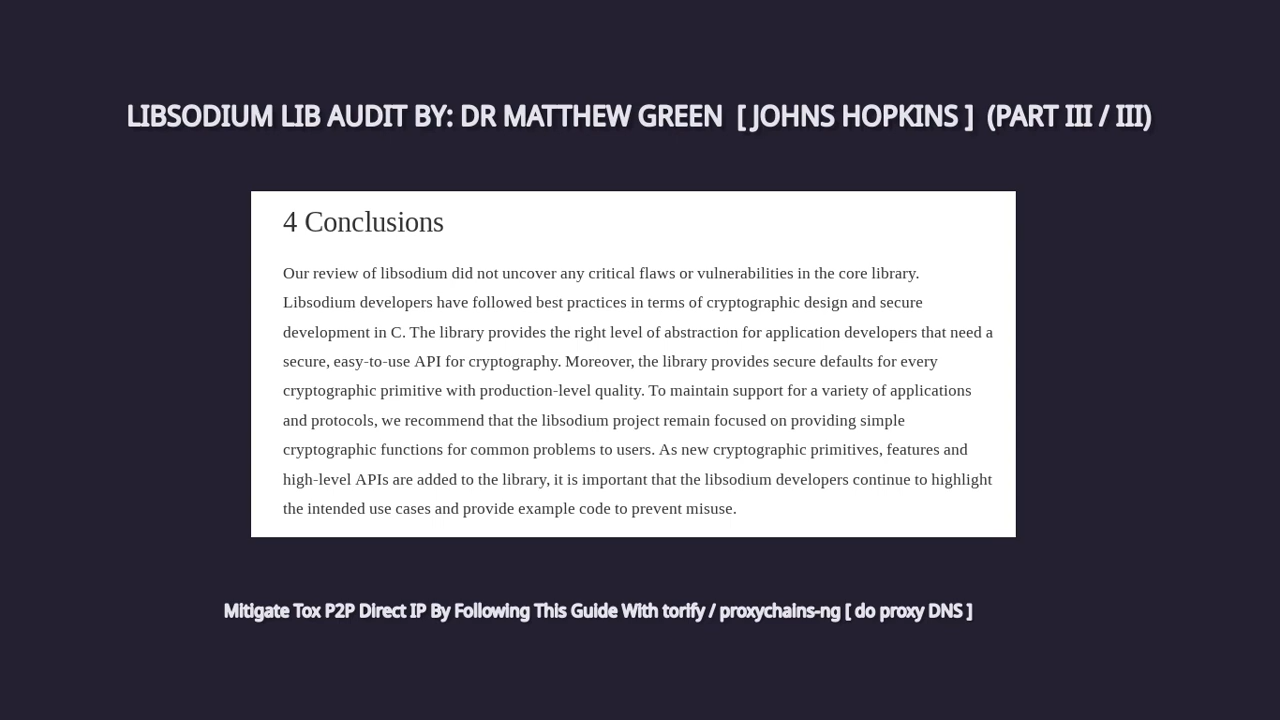 LIBSODIUM LIB AUDIT BY: DR MATTHEW GREEN [ JOHNS HOPKINS ] (PART III / III)
4 Conclusions
Our review of libsodium did not uncover any critical flaws or vulnerabilities in the core library.
Libsodium developers have followed best practices in terms of cryptographic design and secure
development in C. The library provides the right level of abstraction for application developers that need a
secure, easy-to-use API for cryptography. Moreover, the library provides secure defaults for every
cryptographic primitive with production-level quality. To maintain support for a variety of applications
and protocols, we recommend that the libsodium project remain focused on providing simple
cryptographic functions for common problems to users. As new cryptographic primitives, features and
high-level APIs are added to the library, it is important that the libsodium developers continue to highlight
the intended use cases and provide example code to prevent misuse.
Mitigate Tox P2P Direct IP By Following This Guide With torify / proxychains-ng [ do proxy DNS ]